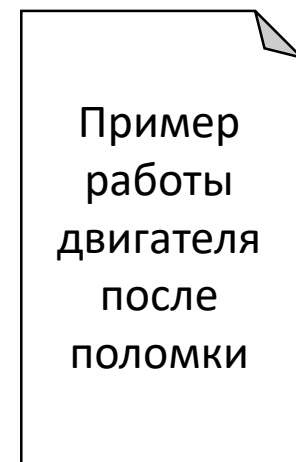 Пример
работы
двигателя
после
поломки